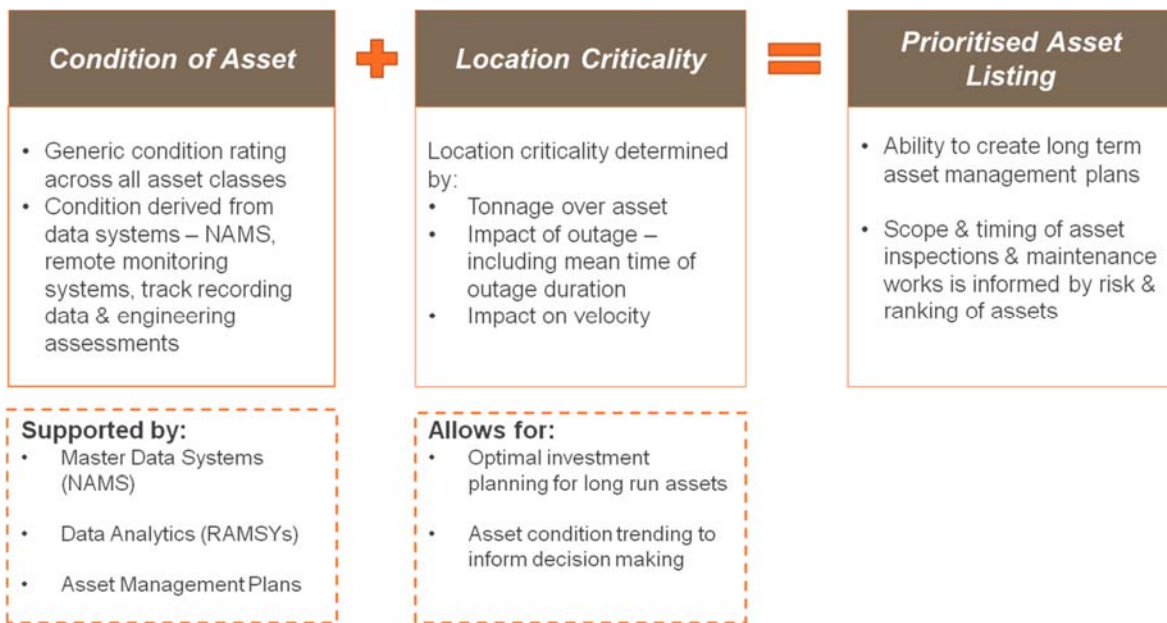 Condition of Asset
• Generic condition rating
across all asset classes
• Condition derived from
data systems – NAMS,
remote monitoring
systems, track recording
data & engineering
assessments
Supported by:
• Master Data Systems
(NAMS)
• Data Analytics (RAMSYs)
• Asset Management Plans
+
Location Criticality
Location criticality determined
by:
• Tonnage over asset
• Impact of outage –
including mean time of
outage duration
• Impact on velocity
Allows for:
• Optimal investment
planning for long run assets
• Asset condition trending to
inform decision making
=
Prioritised Asset
Listing
• Ability to create long term
asset management plans
• Scope & timing of asset
inspections & maintenance
works is informed by risk &
ranking of assets